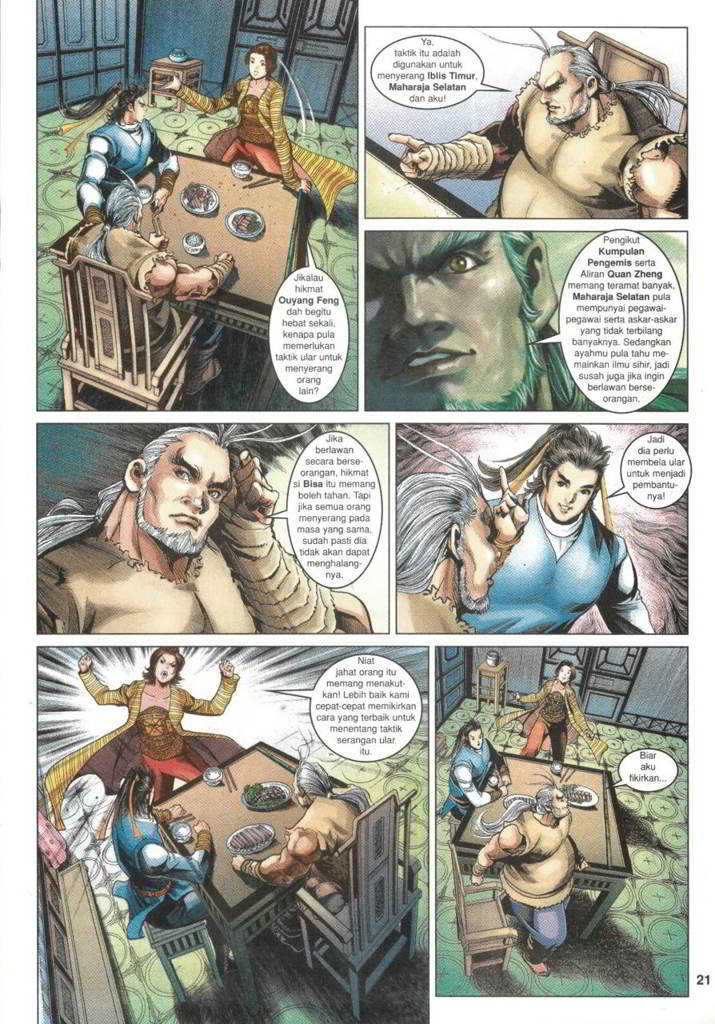 Jikalau
hikmat
Ouyang Feng
dah begitu
hebat sekali,
kenapa pula
memerlukan
taktik ular untuk
menyerang
orang
lain?
Ya,
taktik itu adalah
digunakan untuk
menyerang Iblis Timur,
Maharaja Selatan
dan aku!
Pengikut
Kumpulan
Pengemis serta
Aliran Quan Zheng
memang teramat banyak,
Maharaja Selatan pula
mempunyai pegawai-
pegawai serta askar-askar
yang tidak terbilang
banyaknya. Sedangkan
ayahmu pula tahu me-
mainkan ilmu sihir, jadi
susah juga jika ingin
berlawan berse-
orangan.
Jika
berlawan
secara berse-
orangan, hikmat
si Bisa itu memang
boleh tahan. Tapi
jika semua orang
menyerang pada
masa yang sama,
sudah pasti dia
tidak akan dapat
menghalang-
nya.
Jadi
dia perlu
membela ular
untuk menjadi
pembantu-
nya!
Niat
jahat orang itu
memang menakut-
kan! Lebih baik kami
cepat-cepat memikirkan
cara yang terbaik untuk
menentang taktik
serangan ular
itu.
Biar
aku
fikirkan...
21